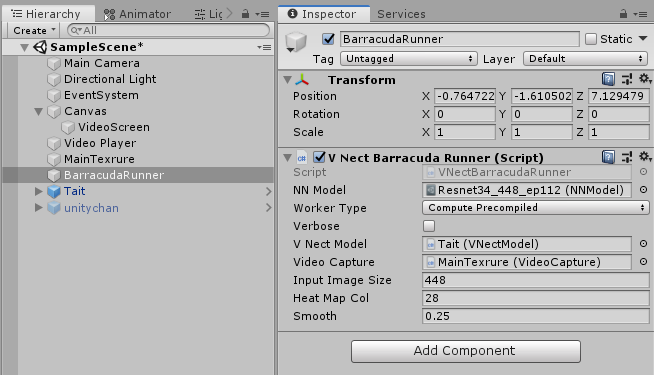 Hierarchy Animator Lig
Create All
SampleScene*
Main Camera
Directional Light
EventSystem
Canvas
VideoScreen
Video Player
MainTexrure
BarracudaRunner
Tait
unitychan
Inspector Services
BarracudaRunner Static
Tag Untagged Layer Default
Transform
Position X -0.764722 Y -1.610502 Z 7.129479
Rotation X 0 Y 0 Z 0
Scale X 1 Y 1 Z 1
V Nect Barracuda Runner (Script)
Script VNectBarracudaRunner
NN Model Resnet34_448_ep112 (NNModel)
Worker Type Compute Precompiled
Verbose
V Nect Model Tait (VNectModel)
Video Capture MainTexrure (VideoCapture)
Input Image Size 448
Heat Map Col 28
Smooth 0.25
Add Component